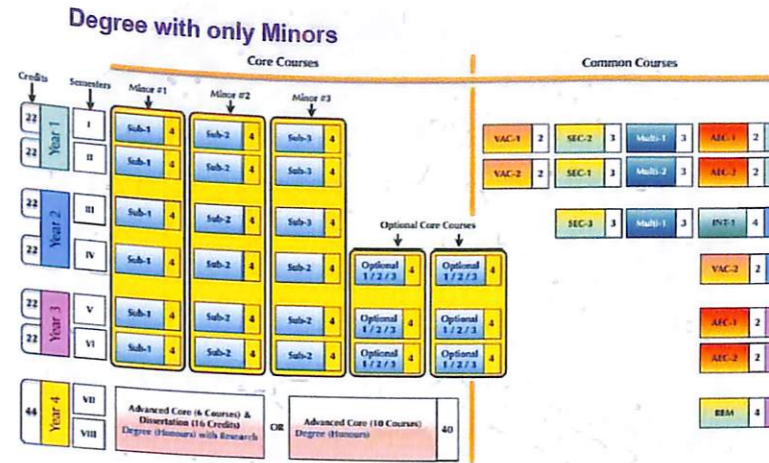 Degree with only Minors
Core Courses Common Courses
Credits Semesters Minor #1 Minor #2 Minor #3
22 Year 1 I Sub-1 4 Sub-2 4 Sub-3 4 VAC-1 2 SEC-2 3 Multi-1 3 AEC-1 2
22 II Sub-1 4 Sub-2 4 Sub-3 4 VAC-2 2 SEC-1 3 Multi-2 3 AEC-2 2
22 Year 2 III Sub-1 4 Sub-2 4 Sub-3 4 SEC-3 3 Multi-1 3 INT-1 4
Optional Core Courses
22 IV Sub-1 4 Sub-2 4 Sub-2 4 Optional 1 / 2 / 3 4 Optional 1 / 2 / 3 4 VAC-2 2
22 Year 3 V Sub-1 4 Sub-2 4 Sub-2 4 Optional 1 / 2 / 3 4 Optional 1 / 2 / 3 4 AEC-1 2
22 VI Sub-1 4 Sub-2 4 Sub-2 4 Optional 1 / 2 / 3 4 Optional 1 / 2 / 3 4 AEC-2 2
44 Year 4 VII VIII
Advanced Core (6 Courses) &
Dissertation (16 Credits)
Degree (Honours) with Research
OR
Advanced Core (10 Courses)
Degree (Honours)
40
RBM 4